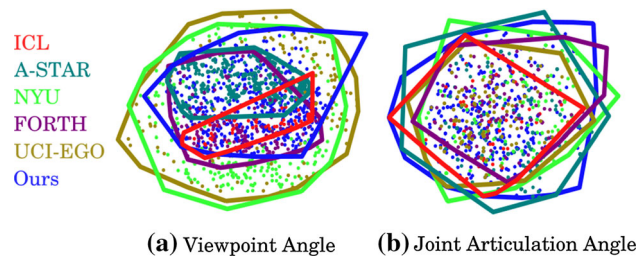 ICL
A-STAR
NYU
FORTH
UCI-EGO
Ours
(a) Viewpoint Angle
(b) Joint Articulation Angle